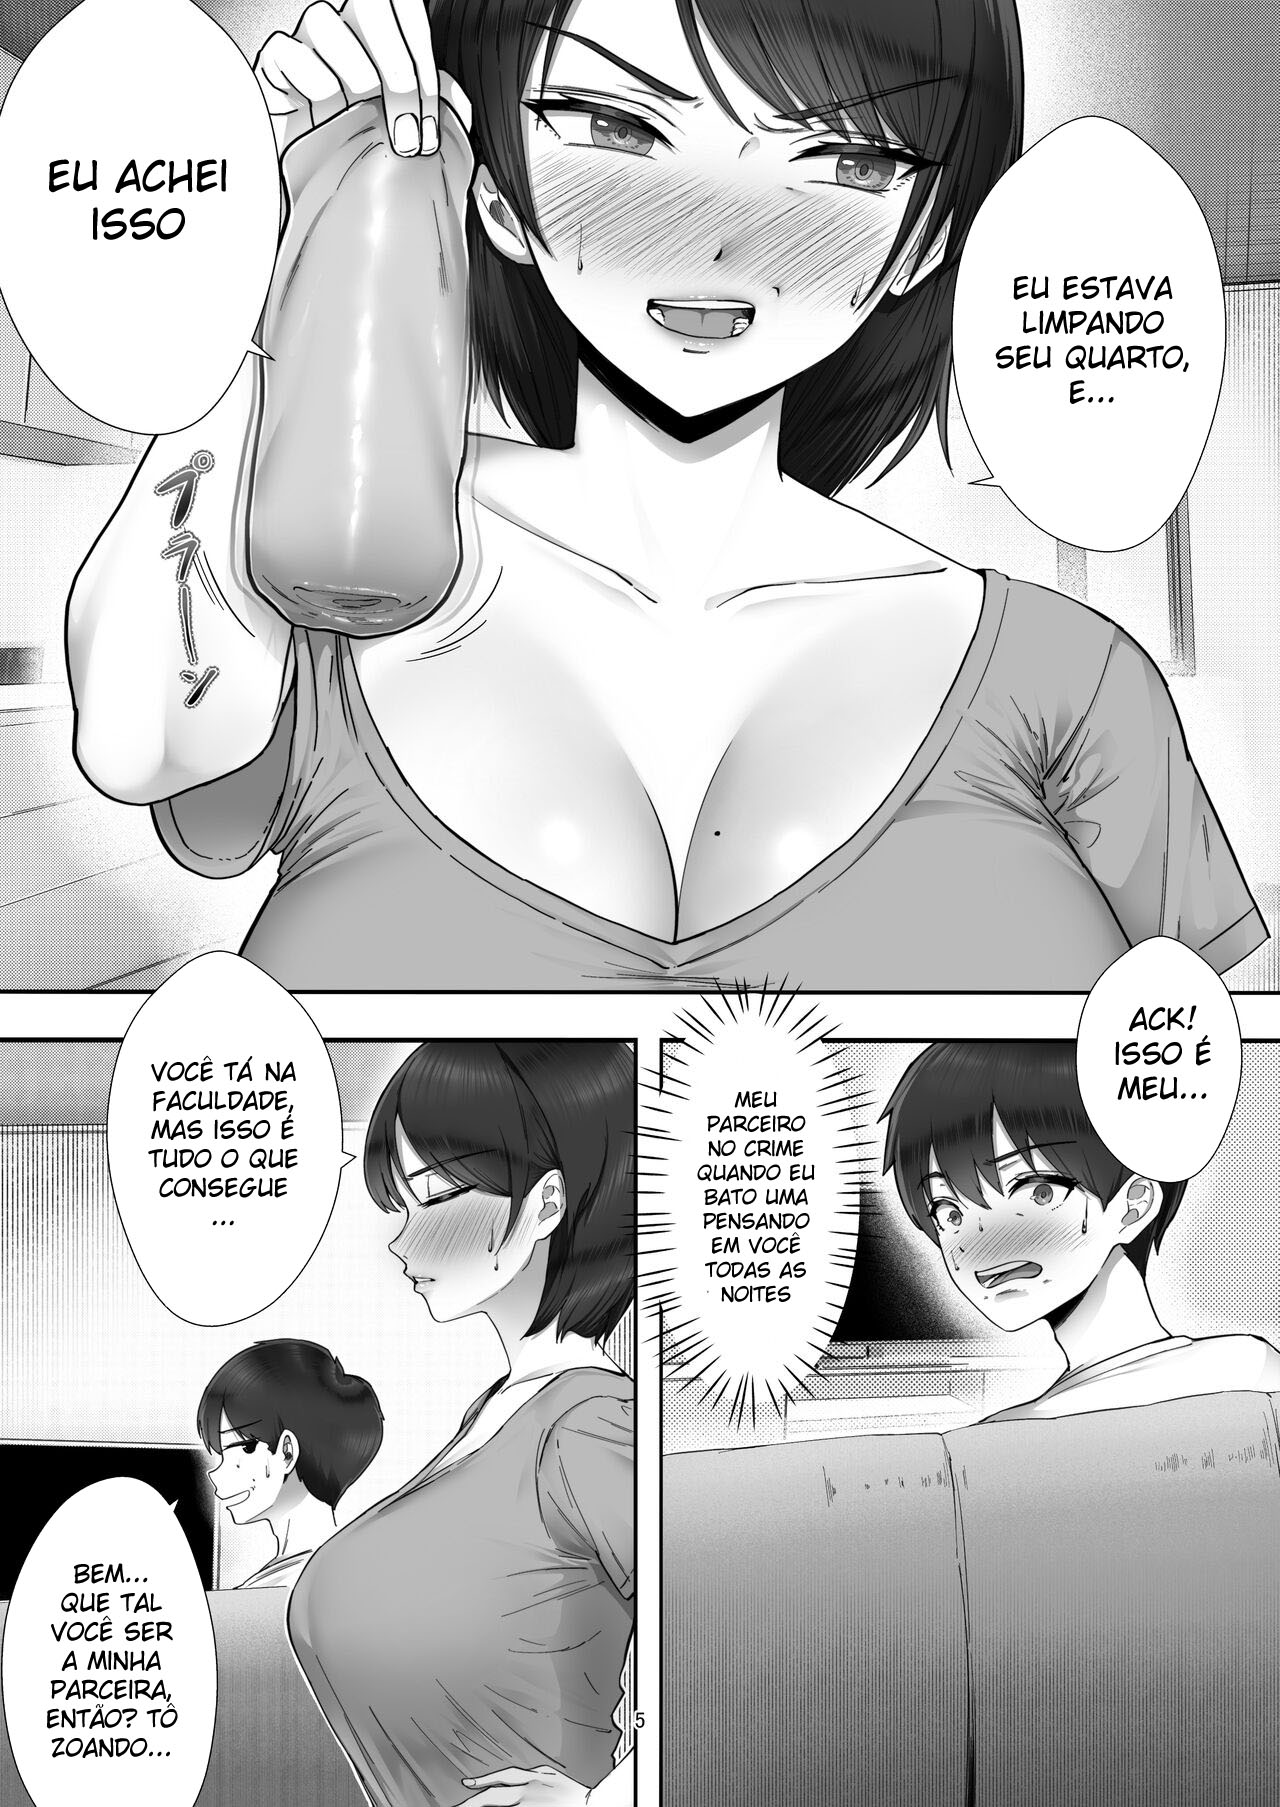 EU ESTAVA
LIMPANDO
SEU QUARTO,
E...
EU ACHEI
ISSO
プラーン
ACK!
ISSO É
MEU...
MEU
PARCEIRO
NO CRIME
QUANDO EU
BATO UMA
PENSANDO
EM VOCÊ
TODAS AS
NOITES
VOCÊ TÁ NA
FACULDADE,
MAS ISSO É
TUDO O QUE
CONSEGUE
...
BEM...
QUE TAL
VOCÊ SER
A MINHA
PARCEIRA,
ENTÃO? TÔ
ZOANDO...
5